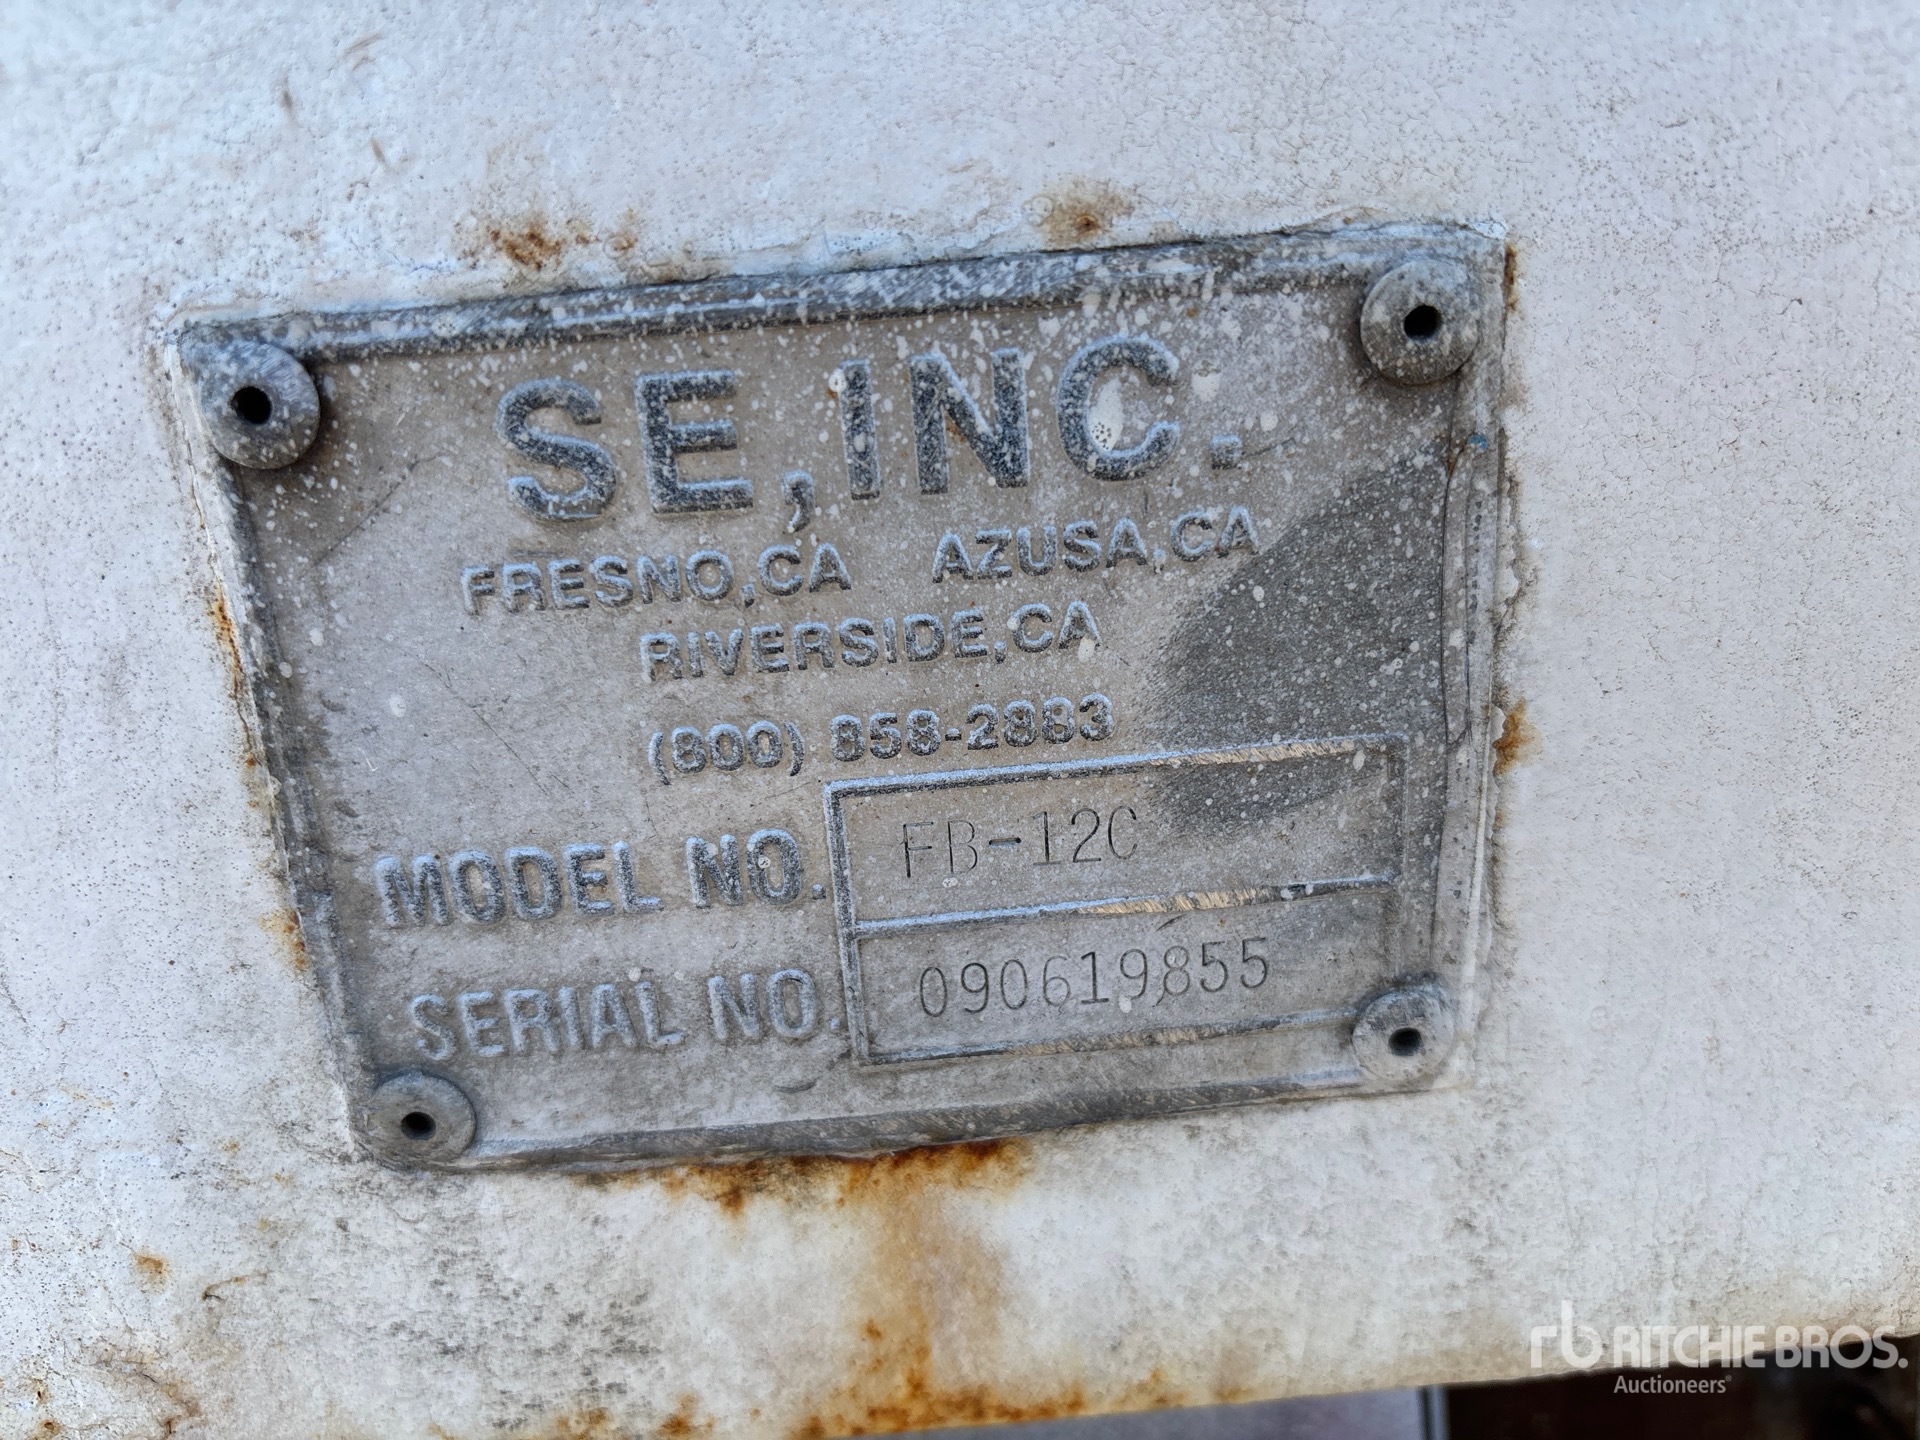 SE, INC.
FRESNO, CA AZUSA, CA
RIVERSIDE, CA
(800) 858-2883
MODEL NO. FB-12C
SERIAL NO. 090619855
rb RITCHIE BROS.
Auctioneers